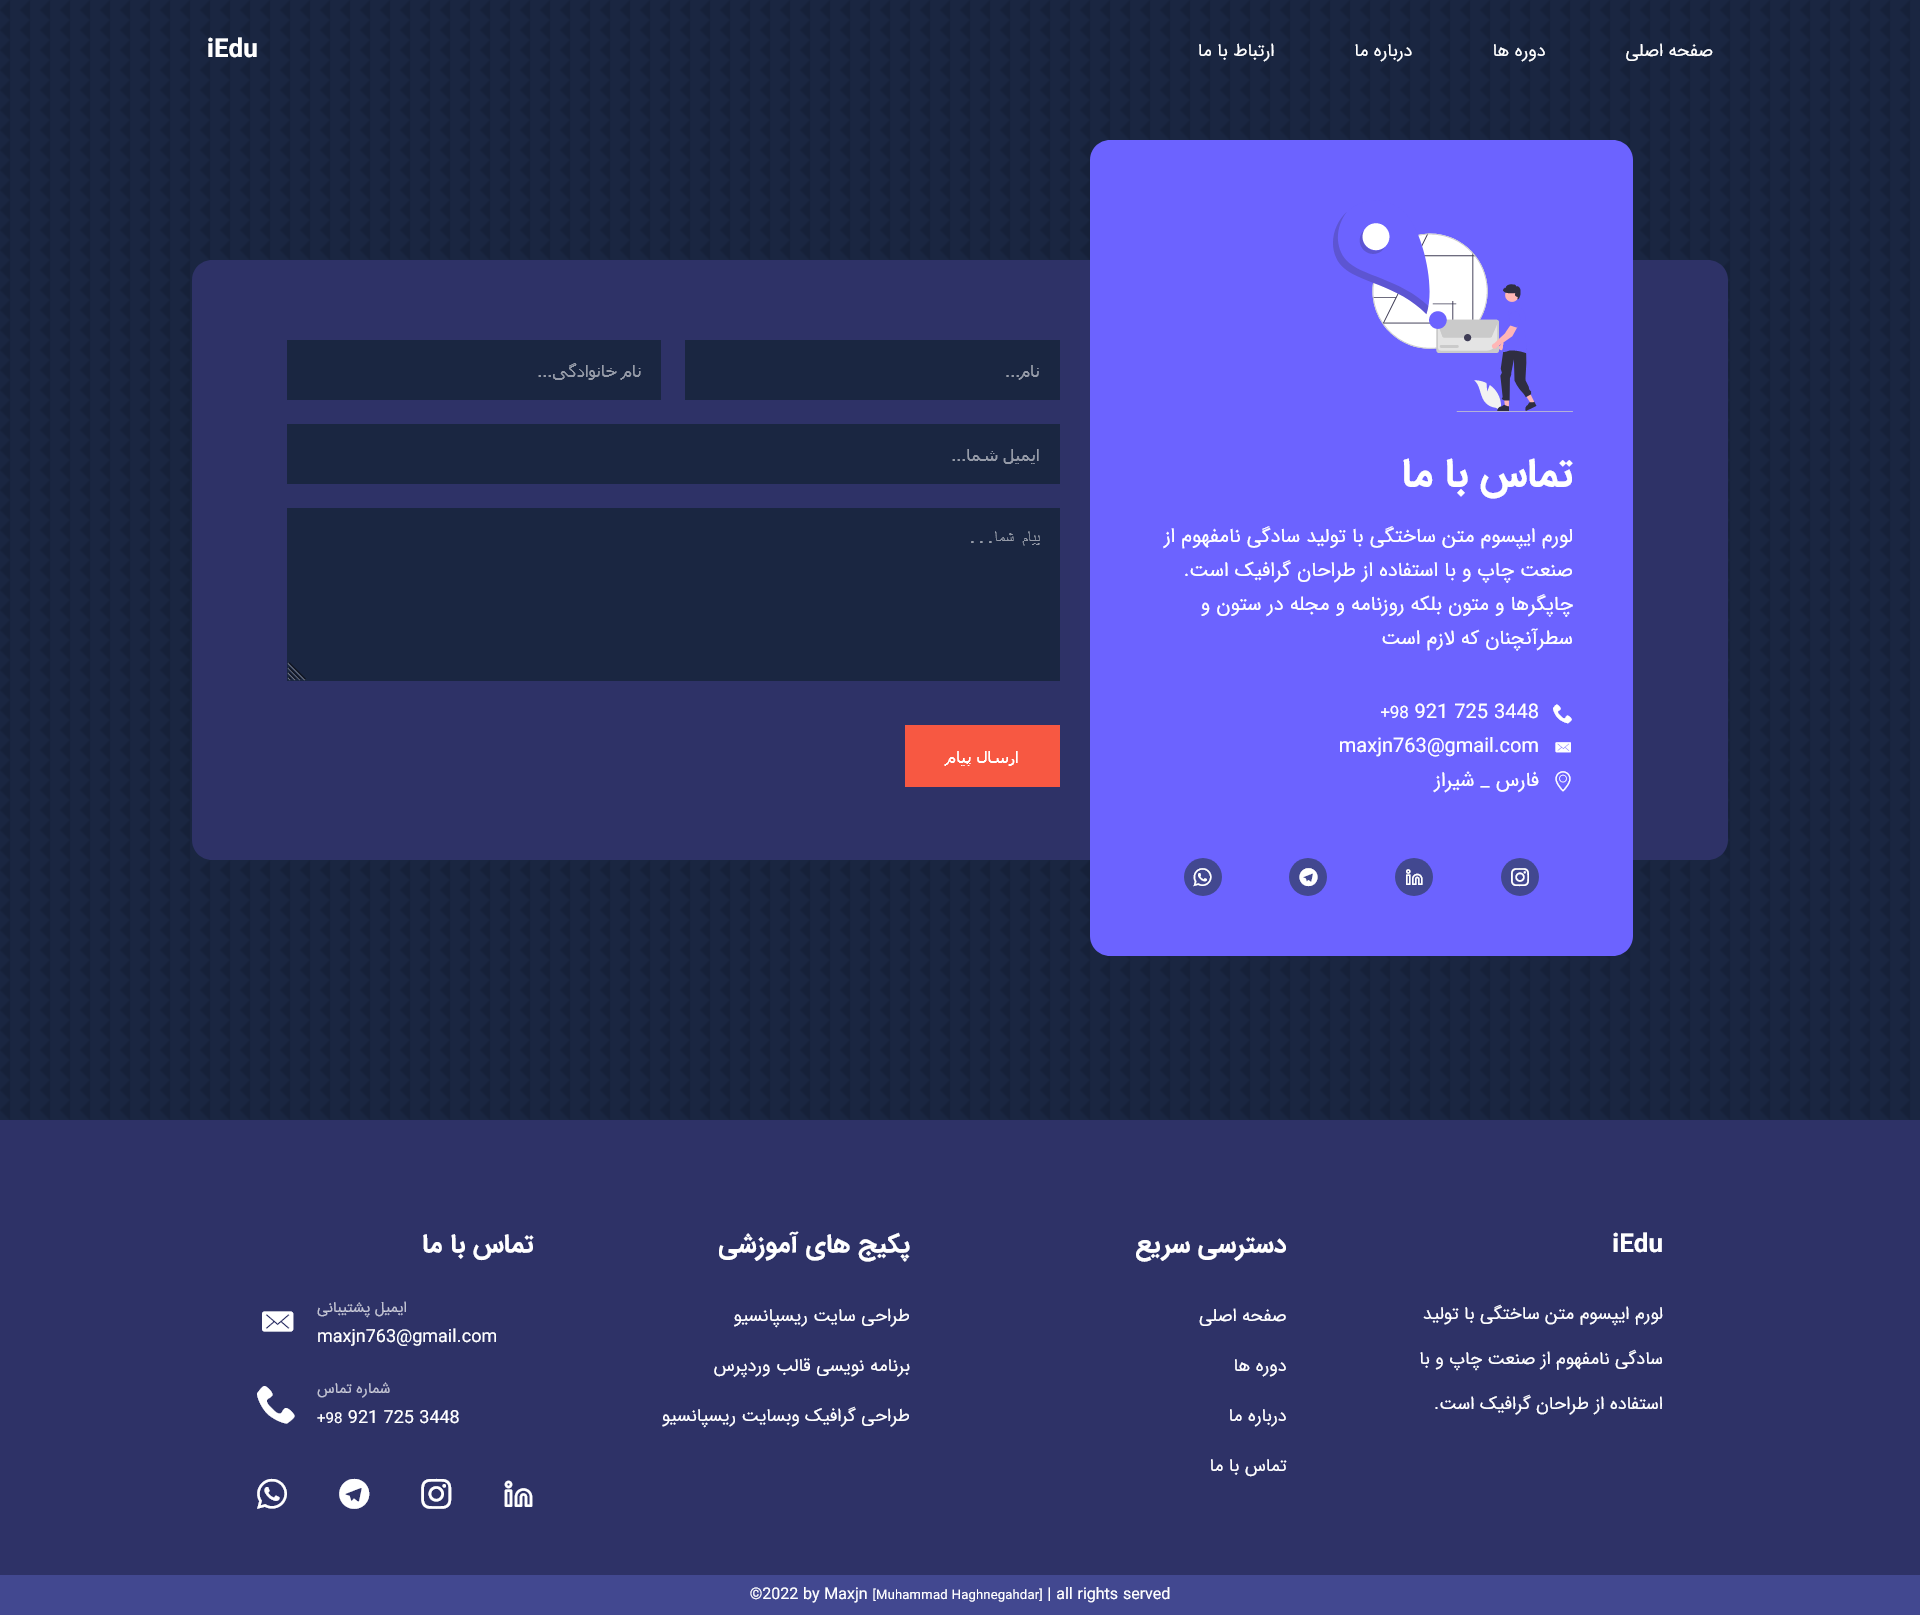 صفحه اصلی
دوره ها
درباره ما
ارتباط با ما
iEdu
تماس با ما
لورم ایپسوم متن ساختگی با تولید سادگی نامفهوم از
صنعت چاپ و با استفاده از طراحان گرافیک است.
چاپگرها و متون بلکه روزنامه و مجله در ستون و
سطرآنچنان که لازم است
+98 921 725 3448
maxjn763@gmail.com
فارس _ شیراز
نام...
نام خانوادگی...
ایمیل شما...
پیام شما...
ارسال پیام
iEdu
لورم ایپسوم متن ساختگی با تولید
سادگی نامفهوم از صنعت چاپ و با
استفاده از طراحان گرافیک است.
دسترسی سریع
صفحه اصلی
دوره ها
درباره ما
تماس با ما
پکیج های آموزشی
طراحی سایت ریسپانسیو
برنامه نویسی قالب وردپرس
طراحی گرافیک وبسایت ریسپانسیو
تماس با ما
ایمیل پشتیبانی
maxjn763@gmail.com
شماره تماس
+98 921 725 3448
©2022 by Maxjn [Muhammad Haghnegahdar] | all rights served